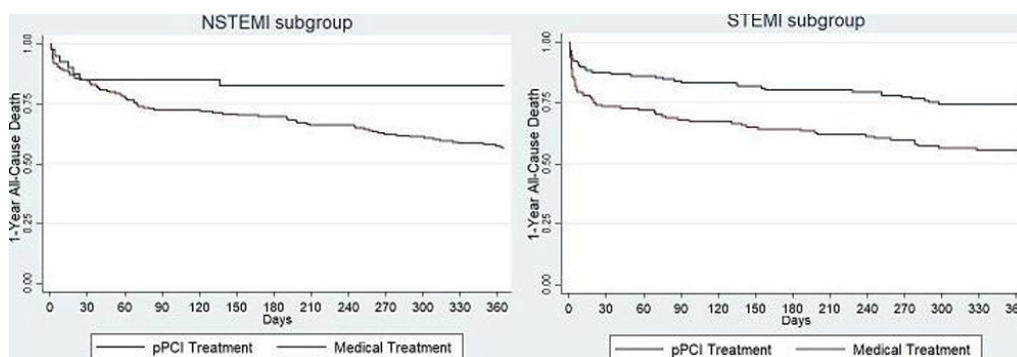 NSTEMI subgroup
1-Year All-Cause Death
1.00
0.75
0.50
0.25
0.00
0 30 60 90 120 150 180 210 240 270 300 330 360
Days
pPCI Treatment Medical Treatment
STEMI subgroup
1-Year All-Cause Death
1.00
0.75
0.50
0.25
0.00
0 30 60 90 120 150 180 210 240 270 300 330 360
Days
pPCI Treatment Medical Treatment